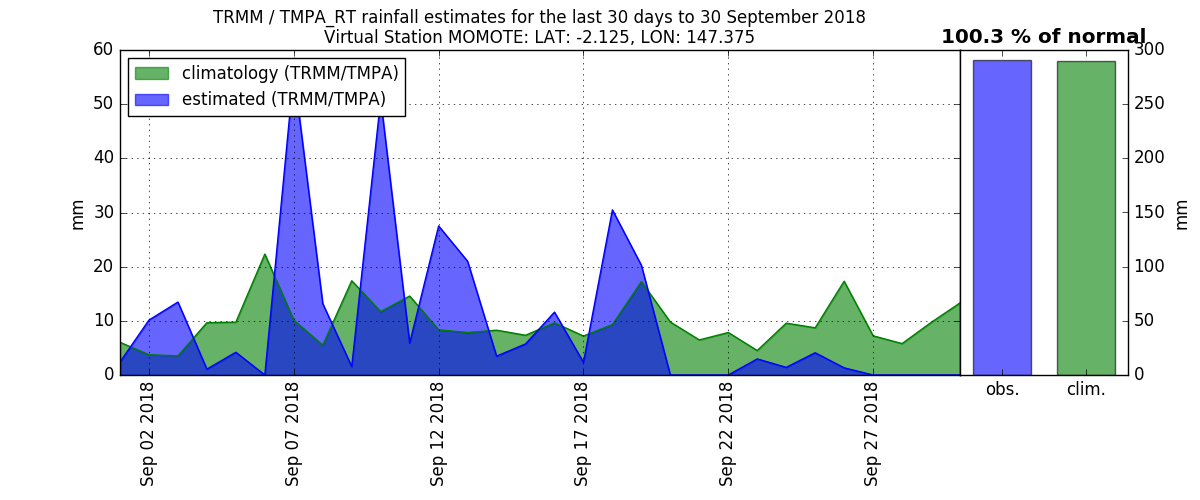 TRMM / TMPA_RT rainfall estimates for the last 30 days to 30 September 2018
Virtual Station MOMOTE: LAT: -2.125, LON: 147.375
100.3 % of normal
climatology (TRMM/TMPA)
estimated (TRMM/TMPA)
60
50
40
30
20
10
0
mm
Sep 02 2018
Sep 07 2018
Sep 12 2018
Sep 17 2018
Sep 22 2018
Sep 27 2018
300
250
200
150
100
50
0
mm
obs.
clim.